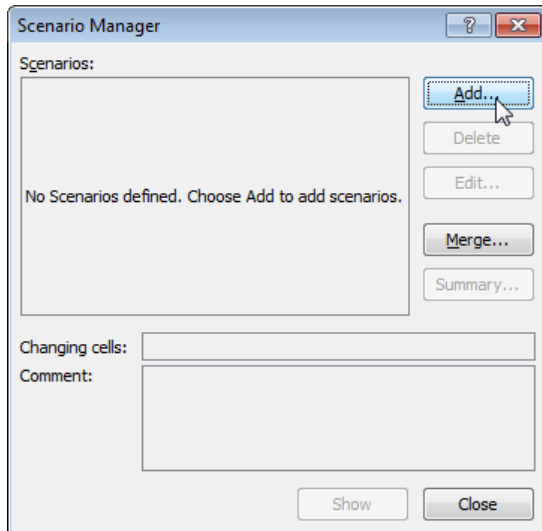 Scenario Manager
?
Scenarios:
Add...
Delete
No Scenarios defined. Choose Add to add scenarios.
Edit...
Merge...
Summary...
Changing cells:
Comment:
Show
Close